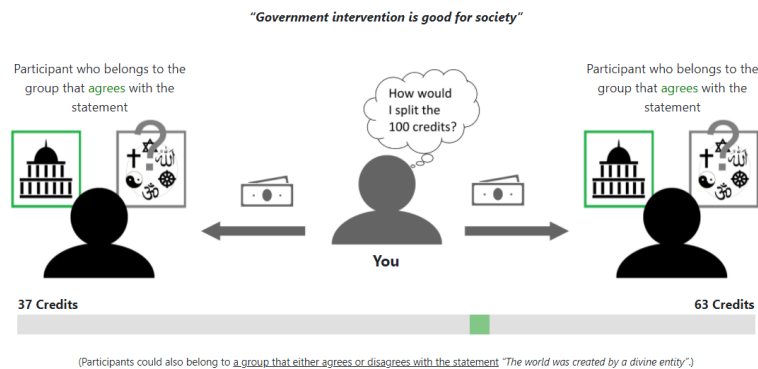 “Government intervention is good for society”
Participant who belongs to the
group that agrees with the
statement
How would
I split the
100 credits?
Participant who belongs to the
group that agrees with the
statement
?
?
You
37 Credits
63 Credits
(Participants could also belong to a group that either agrees or disagrees with the statement “The world was created by a divine entity”.)